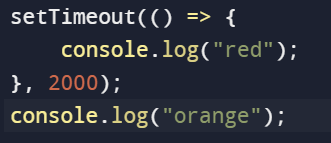 setTimeout(() => {
    console.log("red");
}, 2000);
console.log("orange");